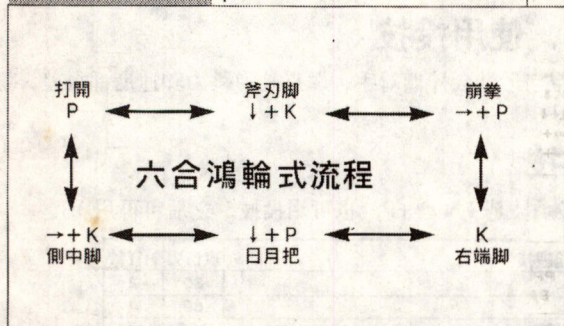 打開 斧刃脚 崩拳
P ↓+K →+P
六合鴻輪式流程
→+K ↓+P K
側中脚 日月把 右端脚